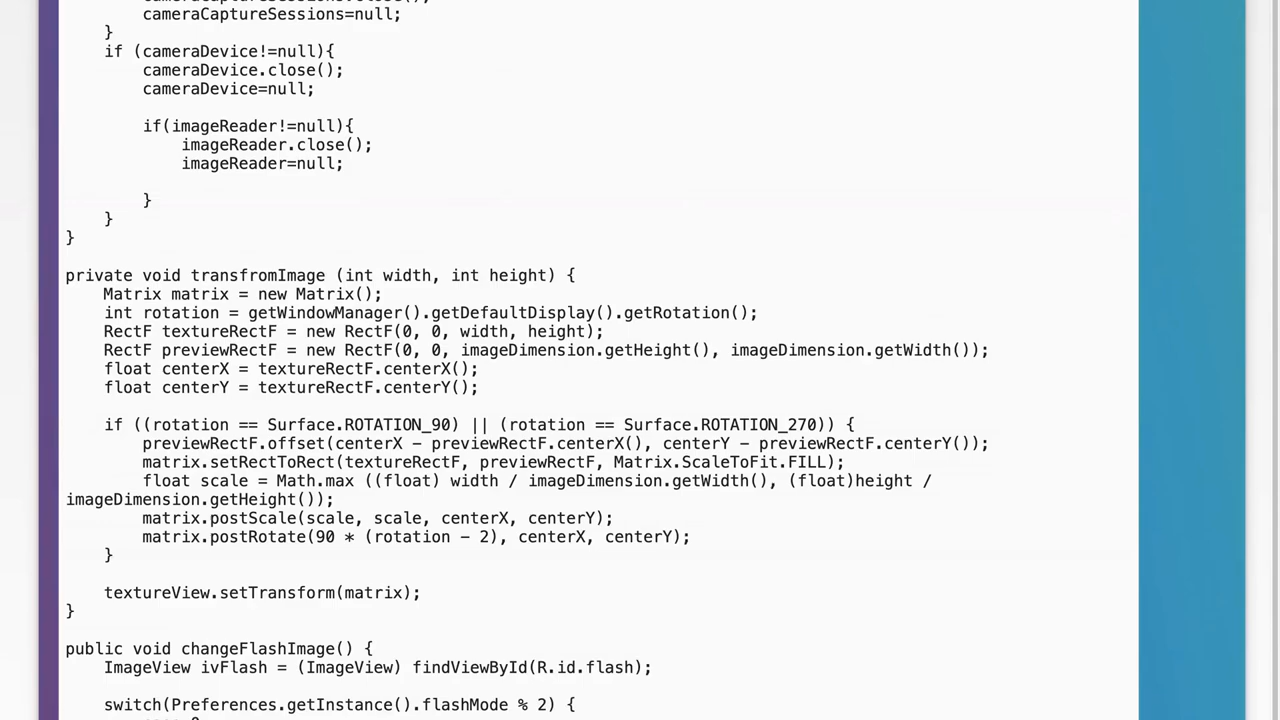 cameraCaptureSessions=null;
}
if (cameraDevice!=null){
cameraDevice.close();
cameraDevice=null;
if(imageReader!=null){
imageReader.close();
imageReader=null;
}
}
}
private void transfromImage (int width, int height) {
Matrix matrix = new Matrix();
int rotation = getWindowManager().getDefaultDisplay().getRotation();
RectF textureRectF = new RectF(0, 0, width, height);
RectF previewRectF = new RectF(0, 0, imageDimension.getHeight(), imageDimension.getWidth());
float centerX = textureRectF.centerX();
float centerY = textureRectF.centerY();
if ((rotation == Surface.ROTATION_90) || (rotation == Surface.ROTATION_270)) {
previewRectF.offset(centerX - previewRectF.centerX(), centerY - previewRectF.centerY());
matrix.setRectToRect(textureRectF, previewRectF, Matrix.ScaleToFit.FILL);
float scale = Math.max ((float) width / imageDimension.getWidth(), (float)height /
imageDimension.getHeight());
matrix.postScale(scale, scale, centerX, centerY);
matrix.postRotate(90 * (rotation - 2), centerX, centerY);
}
textureView.setTransform(matrix);
}
public void changeFlashImage() {
ImageView ivFlash = (ImageView) findViewById(R.id.flash);
switch(Preferences.getInstance().flashMode % 2) {